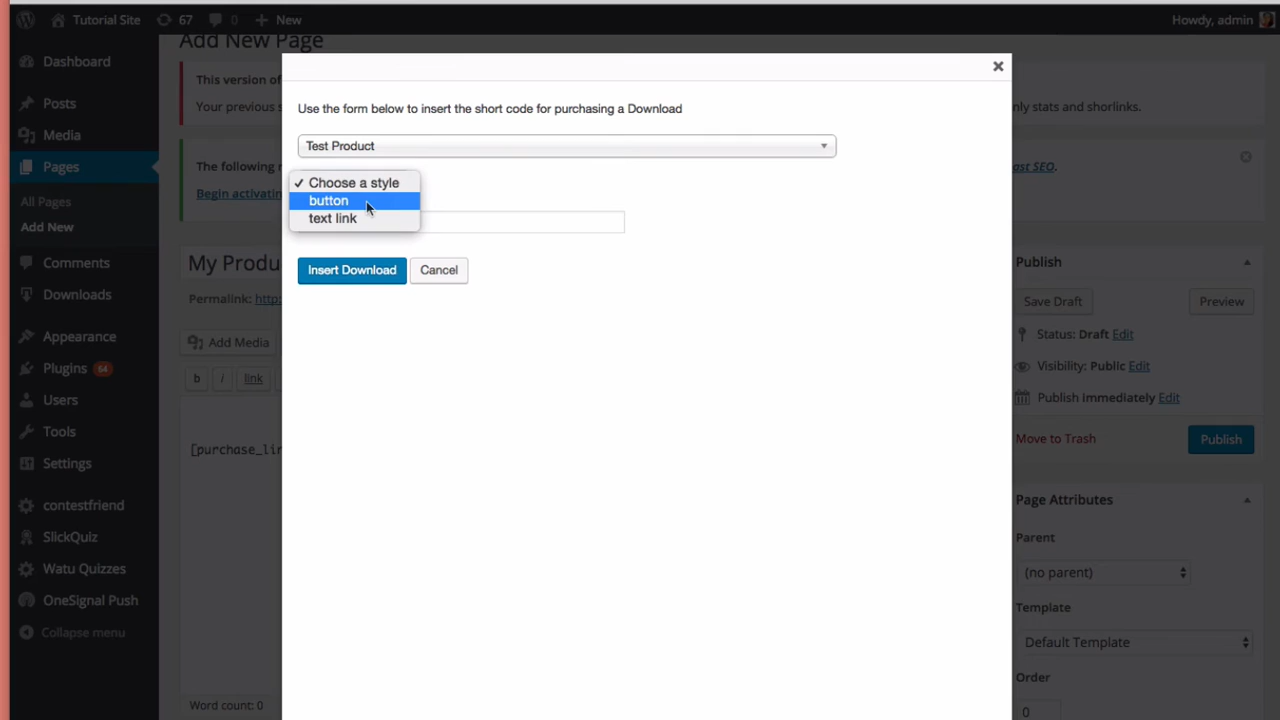 Tutorial Site
67
0
New
Howdy, admin
Add New Page
Dashboard
Posts
Media
Pages
All Pages
Add New
Comments
Downloads
Appearance
Plugins 64
Users
Tools
Settings
contestfriend
SlickQuiz
Watu Quizzes
OneSignal Push
Collapse menu
This version of
Your previous
only stats and shorlinks.
The following
SEO.
Begin activatin
Use the form below to insert the short code for purchasing a Download
Test Product
✓ Choose a style
button
text link
Insert Download
Cancel
My Produ
Permalink: http:
Add Media
b
i
link
[purchase_lin
Word count: 0
Publish
Save Draft
Preview
Status: Draft Edit
Visibility: Public Edit
Publish Immediately Edit
Move to Trash
Publish
Page Attributes
Parent
(no parent)
Template
Default Template
Order
0